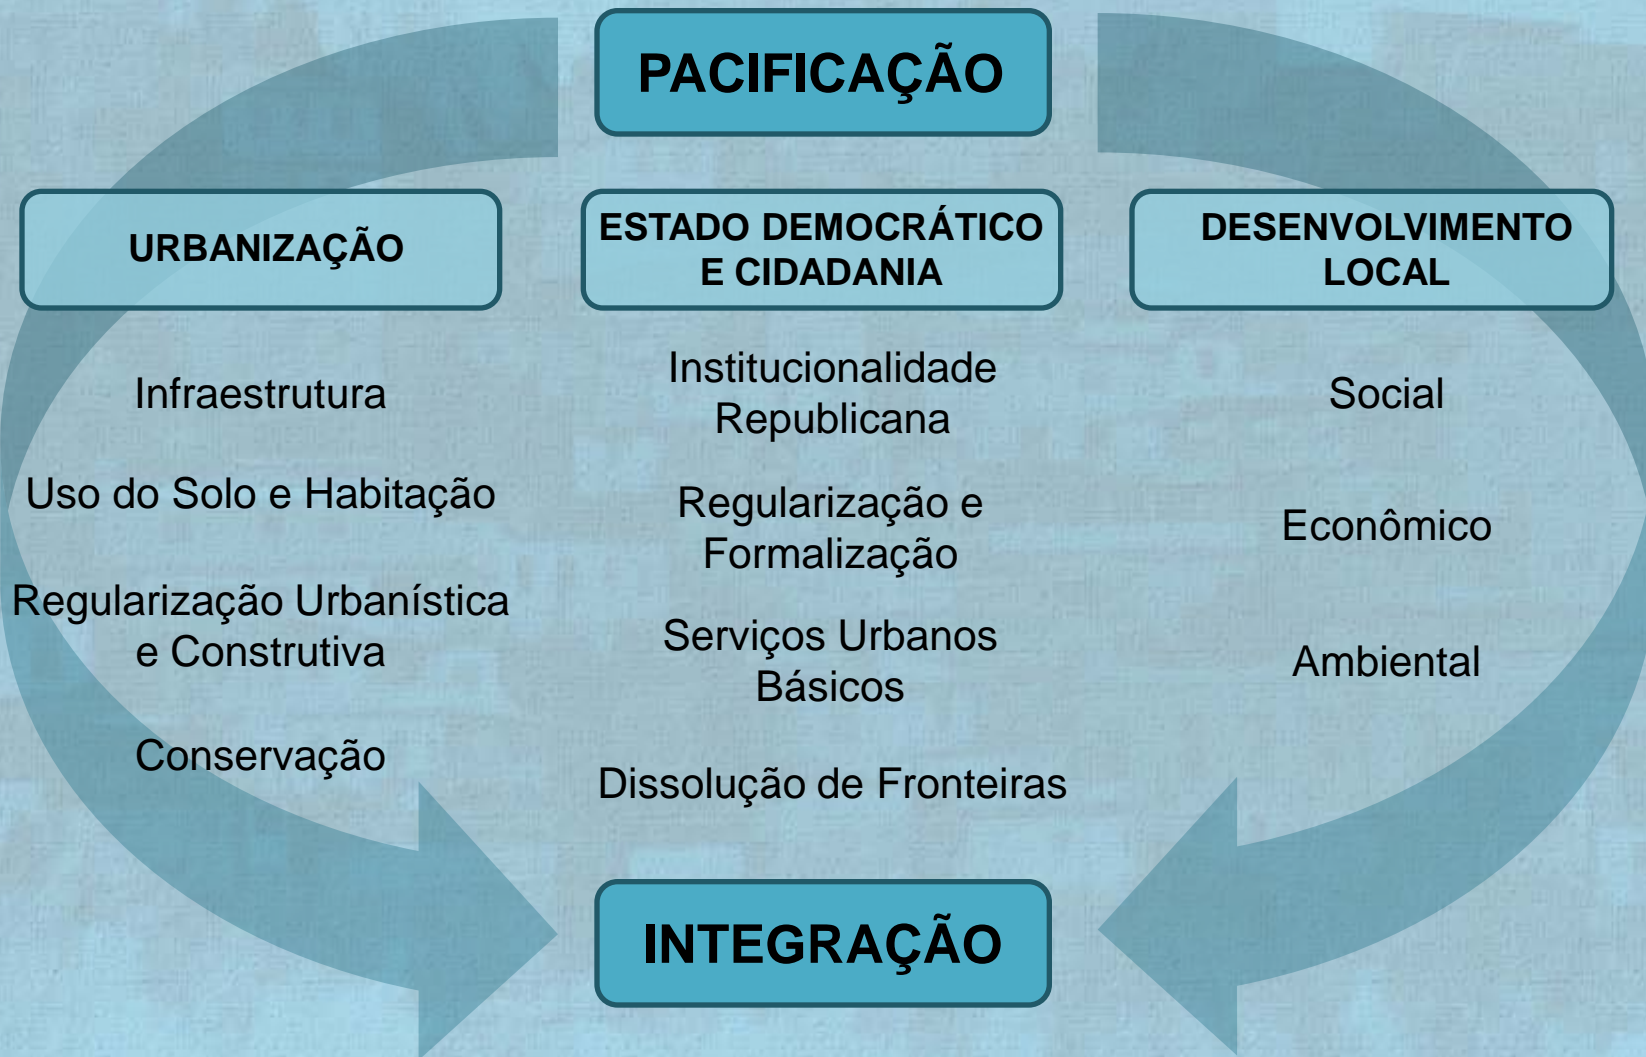 PACIFICAÇÃO
URBANIZAÇÃO
Infraestrutura
Uso do Solo e Habitação
Regularização Urbanística
e Construtiva
Conservação
ESTADO DEMOCRÁTICO
E CIDADANIA
Institucionalidade
Republicana
Regularização e
Formalização
Serviços Urbanos
Básicos
Dissolução de Fronteiras
DESENVOLVIMENTO
LOCAL
Social
Econômico
Ambiental
INTEGRAÇÃO